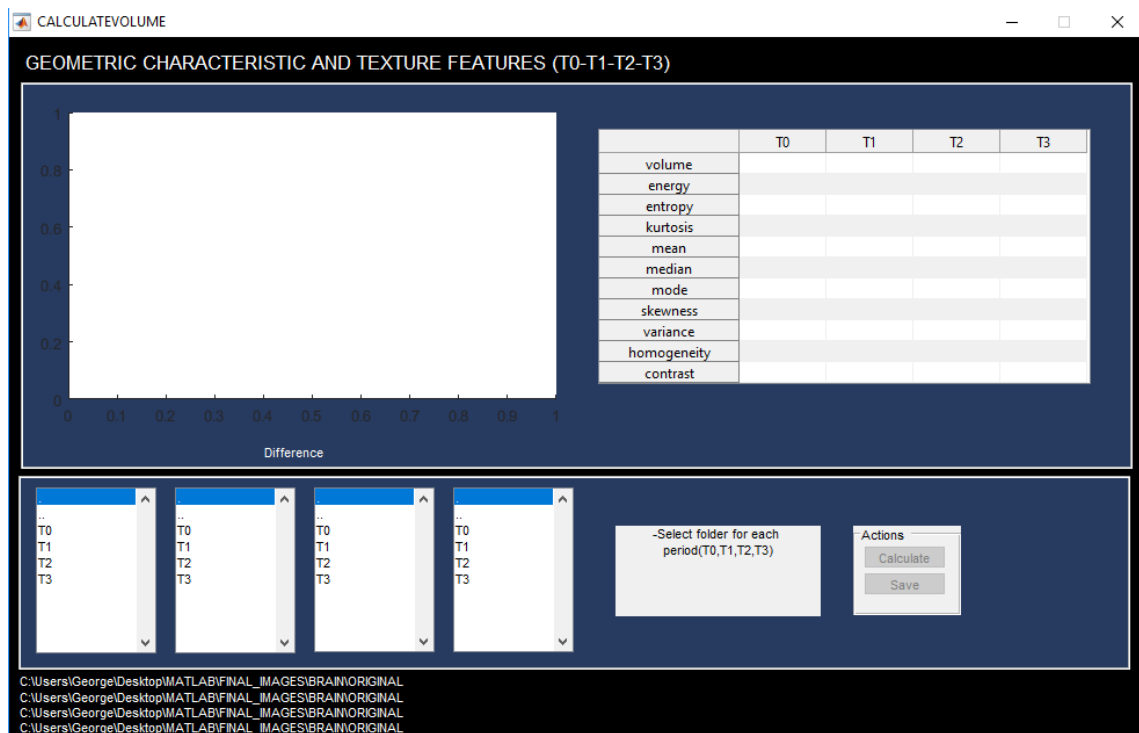 CALCULATEVOLUME
GEOMETRIC CHARACTERISTIC AND TEXTURE FEATURES (T0-T1-T2-T3)
1
0.8
0.6
0.4
0.2
0
0 0.1 0.2 0.3 0.4 0.5 0.6 0.7 0.8 0.9 1
Difference
T0 T1 T2 T3
volume
energy
entropy
kurtosis
mean
median
mode
skewness
variance
homogeneity
contrast
.
..
T0
T1
T2
T3
.
..
T0
T1
T2
T3
.
..
T0
T1
T2
T3
.
..
T0
T1
T2
T3
-Select folder for each
period(T0,T1,T2,T3)
Actions
Calculate
Save
C:\Users\George\Desktop\MATLAB\FINAL_IMAGES\BRAIN\ORIGINAL
C:\Users\George\Desktop\MATLAB\FINAL_IMAGES\BRAIN\ORIGINAL
C:\Users\George\Desktop\MATLAB\FINAL_IMAGES\BRAIN\ORIGINAL
C:\Users\George\Desktop\MATLAB\FINAL_IMAGES\BRAIN\ORIGINAL